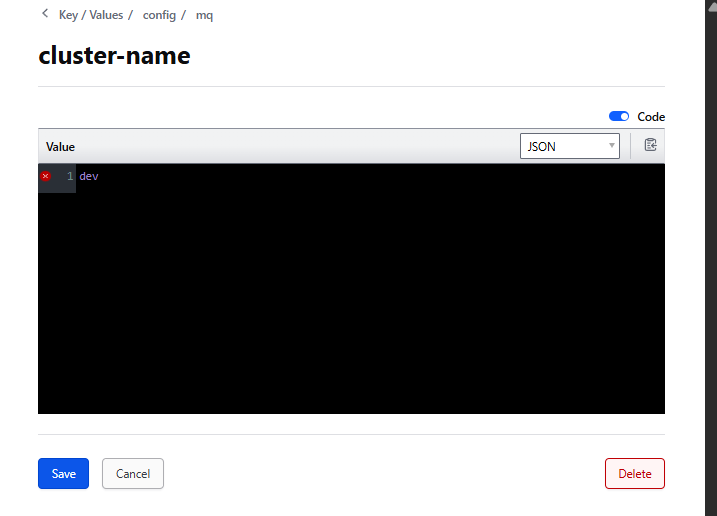 Key / Values / config / mq
cluster-name
Code
Value JSON
1 dev
Save Cancel Delete